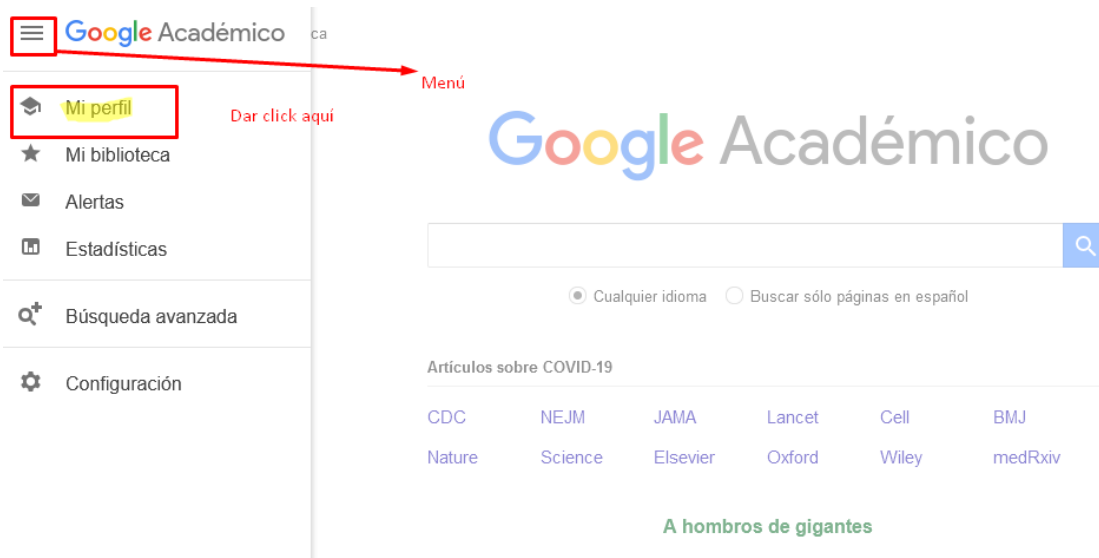 Google Académico
ca
Menú
Mi perfil
Dar click aquí
Mi biblioteca
Alertas
Estadísticas
Búsqueda avanzada
Configuración
Google Académico
Cualquier idioma
Buscar sólo páginas en español
Artículos sobre COVID-19
CDC NEJM JAMA Lancet Cell BMJ
Nature Science Elsevier Oxford Wiley medRxiv
A hombros de gigantes